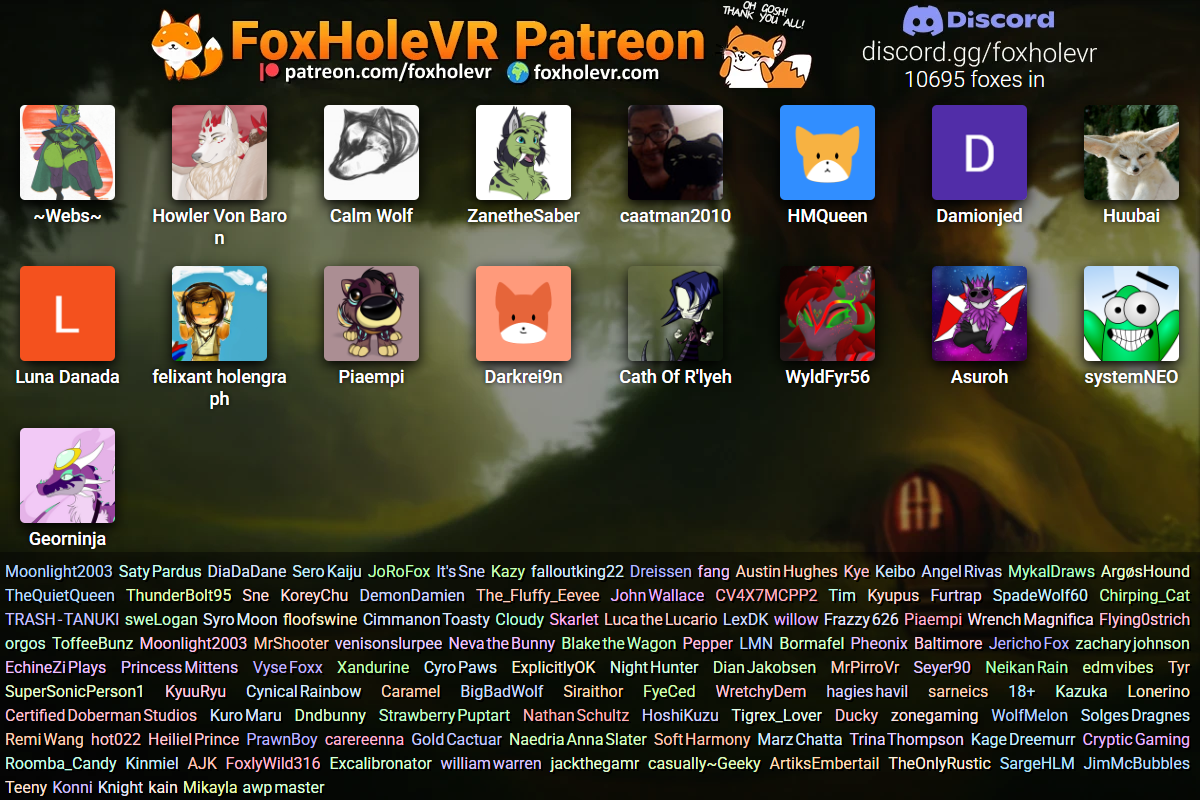 FoxHoleVR Patreon
patreon.com/foxholevr foxholevr.com
OH GOSH!
THANK YOU ALL!
Discord
discord.gg/foxholevr
10695 foxes in
~Webs~ Howler Von Baro CalmWolf ZanetheSaber caatman2010 HMQueen Damionjed Huubai
n
D
L
Luna Danada felixant holengra Piaempi Darkrei9n Cath Of R'lyeh WyldFyr56 Asuroh systemNEO
ph
Georninja
Moonlight2003 Saty Pardus DiaDaDane Sero Kaiju JoRoFox It's Sne Kazy falloutking22 Dreissen fang Austin Hughes Kye Keibo Angel Rivas MykalDraws ArgøsHound
TheQuietQueen ThunderBolt95 Sne KoreyChu DemonDamien The_Fluffy_Eevee John Wallace CV4X7MCPP2 Tim Kyupus Furtrap SpadeWolf60 Chirping_Cat
TRASH-TANUKI sweLogan Syro Moon floofswine Cimmanon Toasty Cloudy Skarlet Luca the Lucario LexDK willow Frazzy 626 Piaempi Wrench Magnifica Flying0strich
orgos ToffeeBunz Moonlight2003 MrShooter venisonslurpee Neva the Bunny Blake the Wagon Pepper LMN Bormafel Pheonix Baltimore Jericho Fox zachary johnson
EchineZi Plays Princess Mittens Vyse Foxx Xandurine Cyro Paws ExplicitlyOK Night Hunter Dian Jakobsen MrPirroVr Seyer90 Neikan Rain edm vibes Tyr
SuperSonicPerson1 KyuuRyu Cynical Rainbow Caramel BigBadWolf Siraithor FyeCed WretchyDem hagies havil sarneics 18+ Kazuka Lonerino
Certified Doberman Studios Kuro Maru Dndbunny Strawberry Puptart Nathan Schultz HoshiKuzu Tigrex_Lover Ducky zonegaming WolfMelon Solges Dragnes
Remi Wang hot022 Heiliel Prince PrawnBoy carereenna Gold Cactuar Naedria Anna Slater Soft Harmony Marz Chatta Trina Thompson Kage Dreemurr Cryptic Gaming
Roomba_Candy Kinmiel AJK FoxlyWild316 Excalibronator william warren jackthegamr casually~Geeky ArtiksEmbertail TheOnlyRustic SargeHLM JimMcBubbles
Teeny Konni Knight kain Mikayla awp master